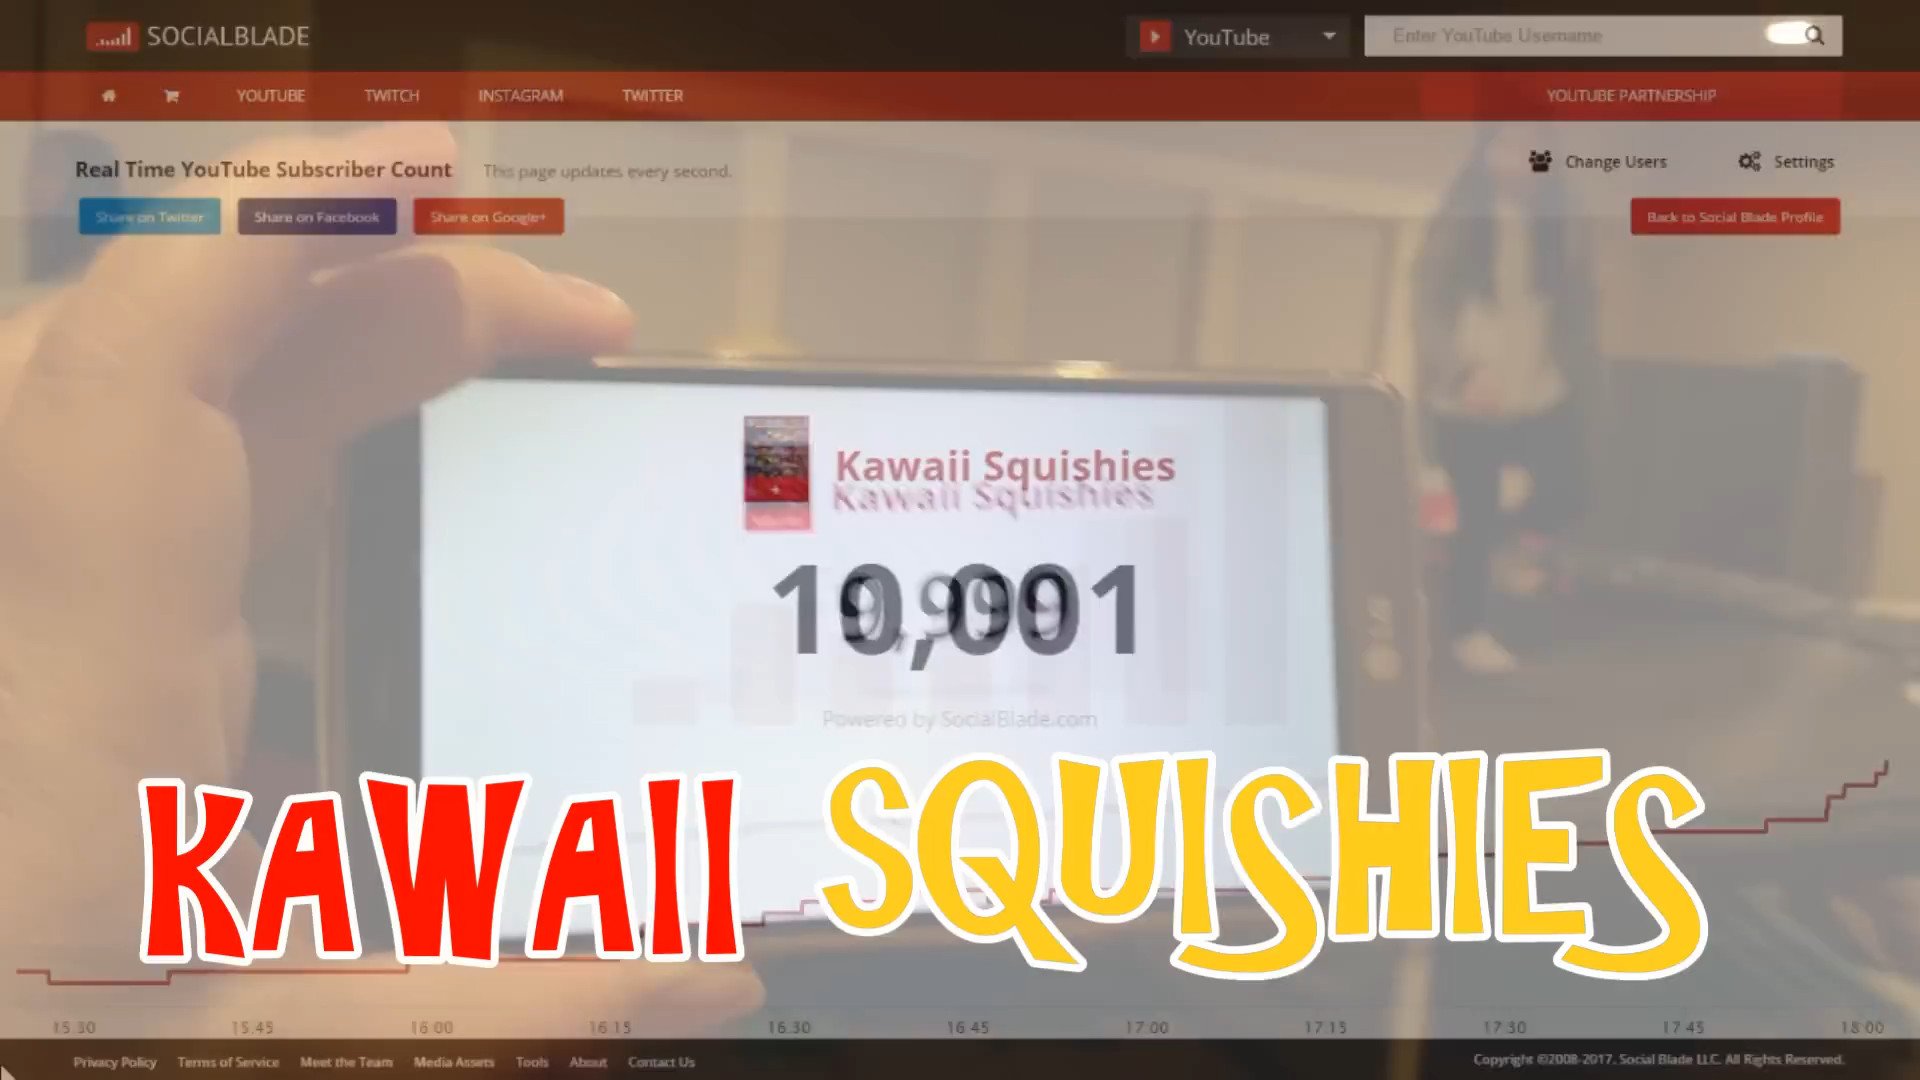 SOCIALBLADE
YouTube
Enter YouTube Username
YOUTUBE
TWITCH
INSTAGRAM
TWITTER
YOUTUBE PARTNERSHIP
Real Time YouTube Subscriber Count
This page updates every second.
Change Users
Settings
Share on Twitter
Share on Facebook
Share on Google+
Back to Social Blade Profile
Kawaii Squishies
Kawaii Squishies
10,001
9,999
Powered by SocialBlade.com
KAWAII SQUISHIES
15:30 15:45 16:00 16:15 16:30 16:45 17:00 17:15 17:30 17:45 18:00
Privacy Policy Terms of Service Meet the Team Media Assets Tools About Contact Us
Copyright ©2008-2017. Social Blade LLC. All Rights Reserved.